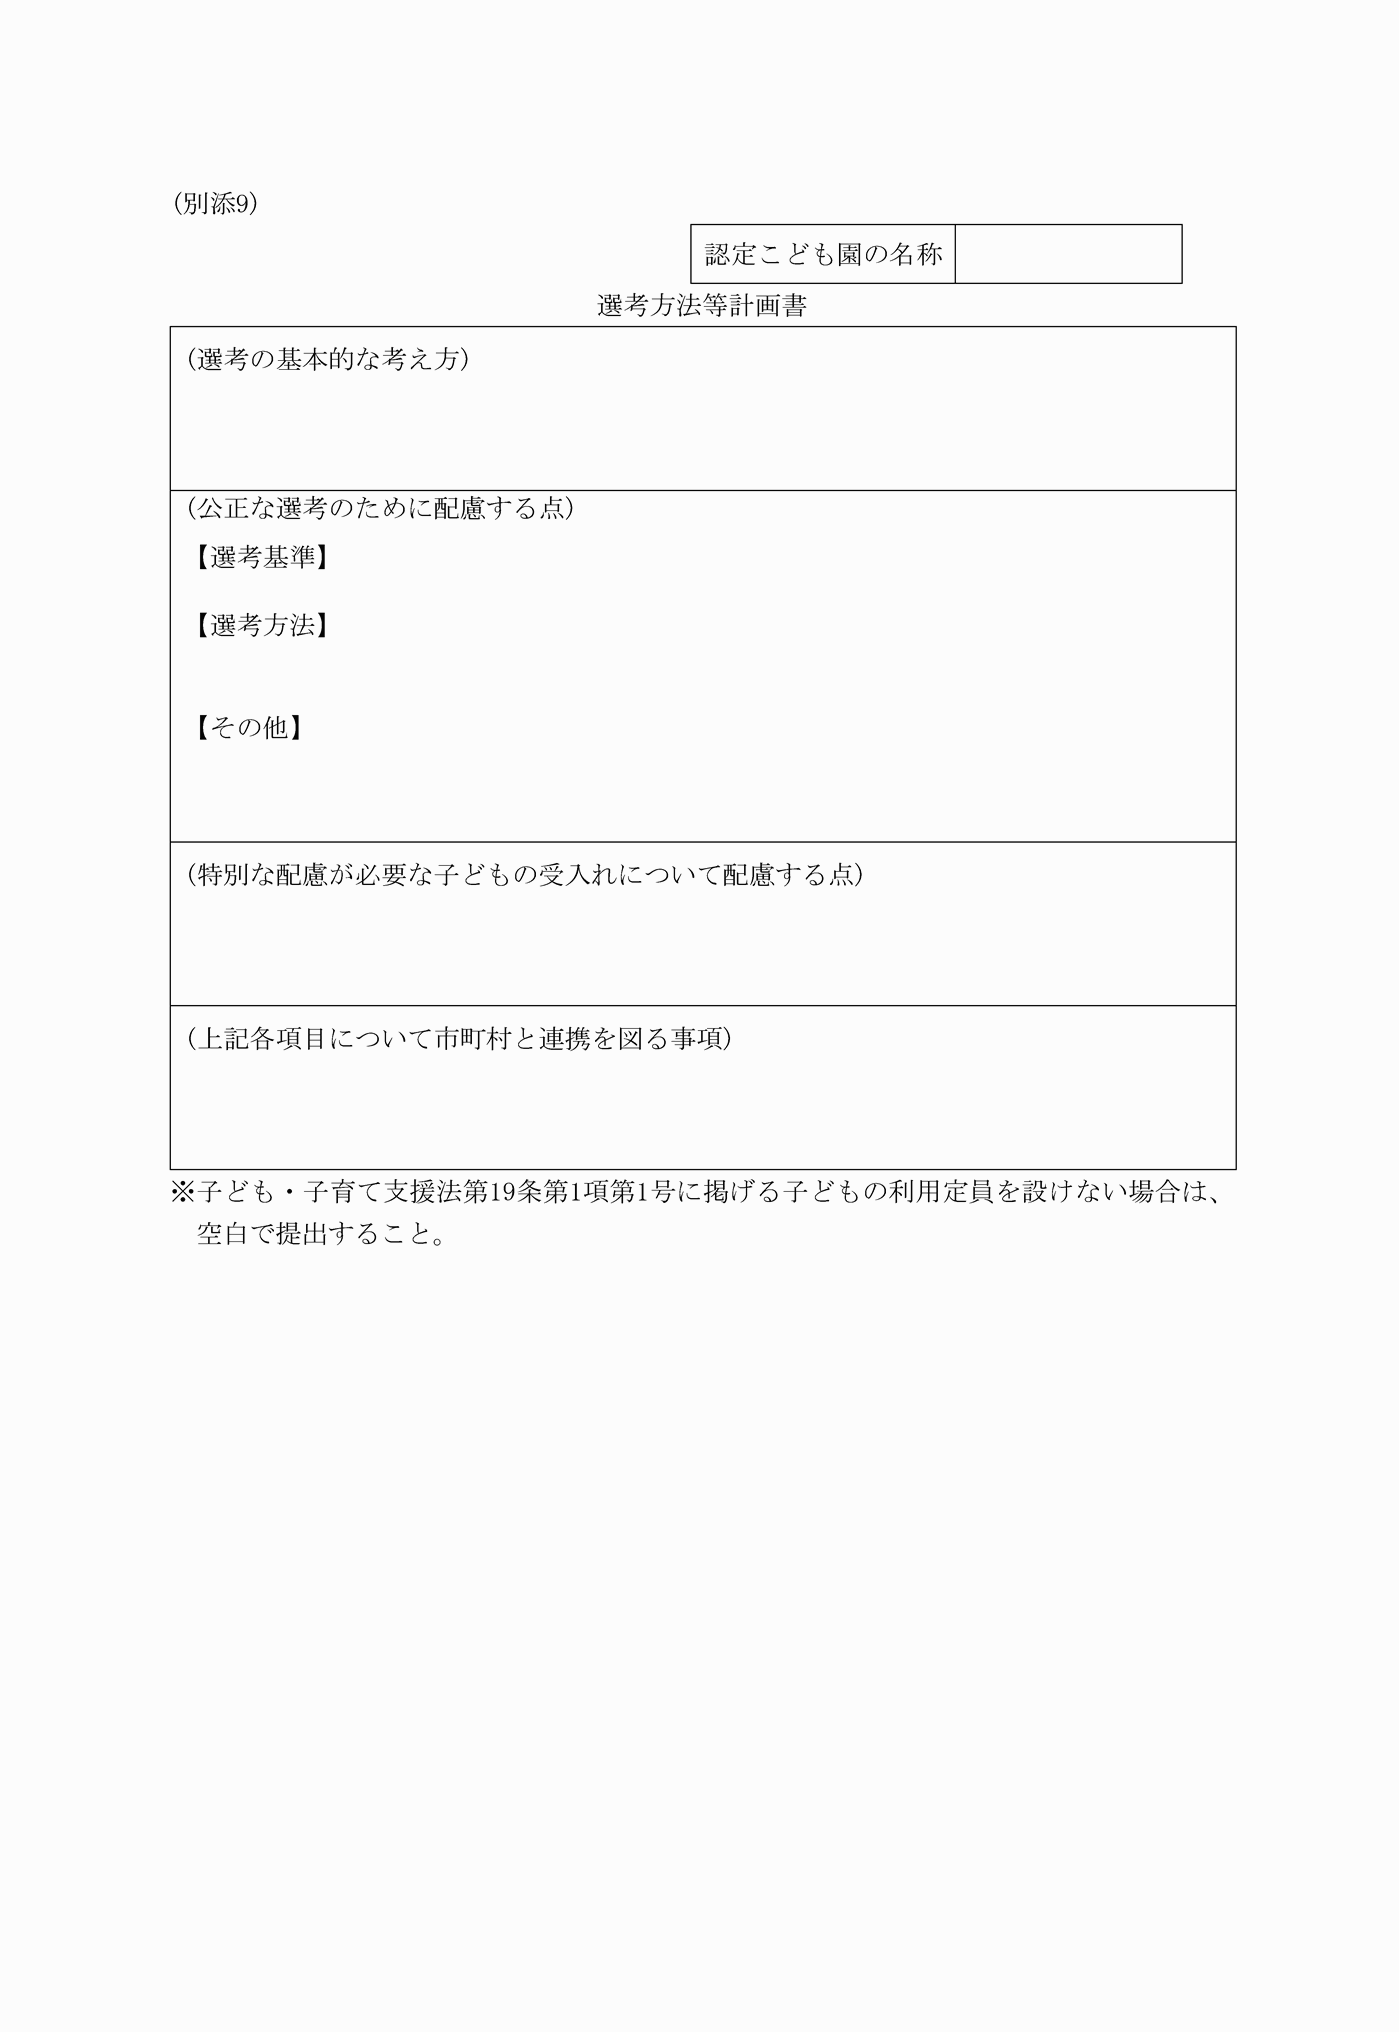 (別添9)
認定こども園の名称
選考方法等計画書
(選考の基本的な考え方)
(公正な選考のために配慮する点)
【選考基準】
【選考方法】
【その他】
(特別な配慮が必要な子どもの受入れについて配慮する点)
(上記各項目について市町村と連携を図る事項)
※子ども・子育て支援法第19条第1項第1号に掲げる子どもの利用定員を設けない場合は、
空白で提出すること。